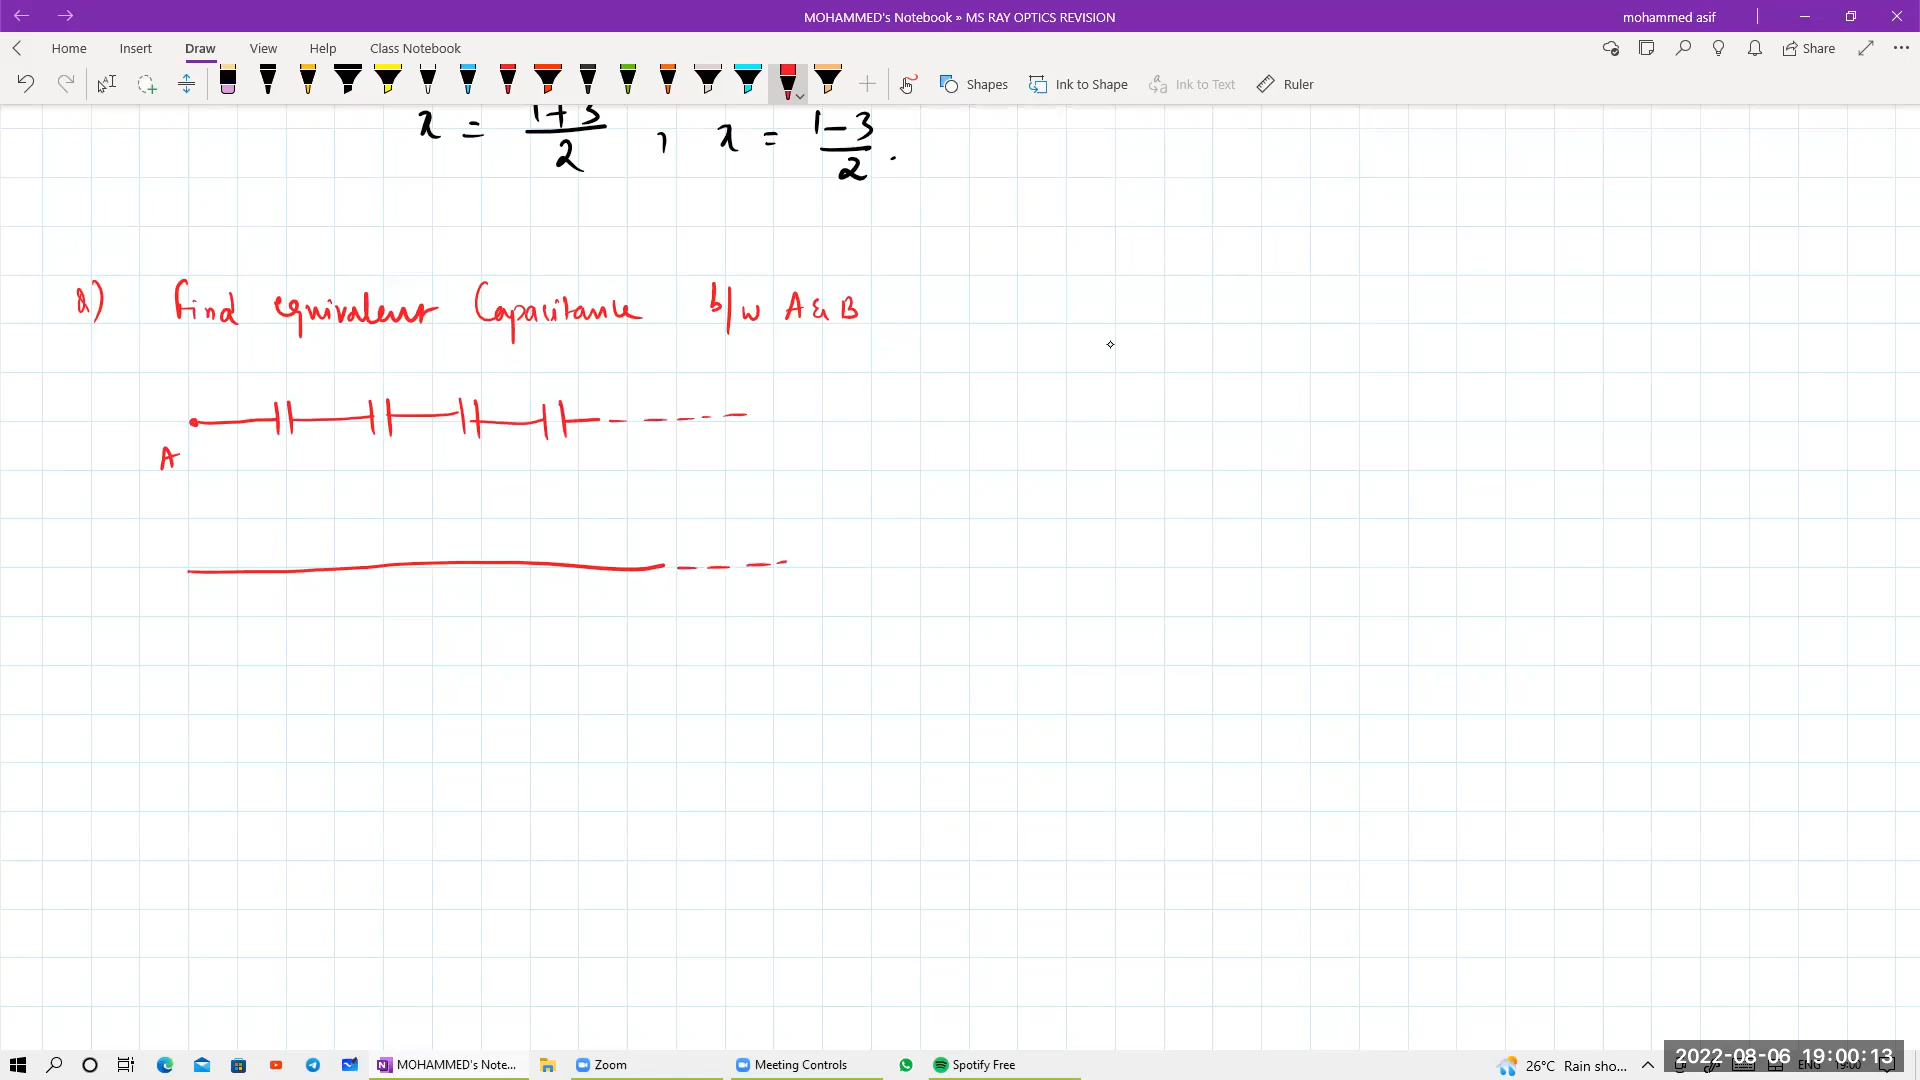 MOHAMMED's Notebook » MS RAY OPTICS REVISION
mohammed asif
Home Insert Draw View Help Class Notebook
Share
Shapes Ink to Shape Ink to Text Ruler
x = 1+3/2 , x = 1-3/2 .
Q) Find equivalent Capacitance b/w A & B
A
MOHAMMED's Note... Zoom Meeting Controls Spotify Free 26°C Rain sho...
2022-08-06 19:00:13
ENG 19:00